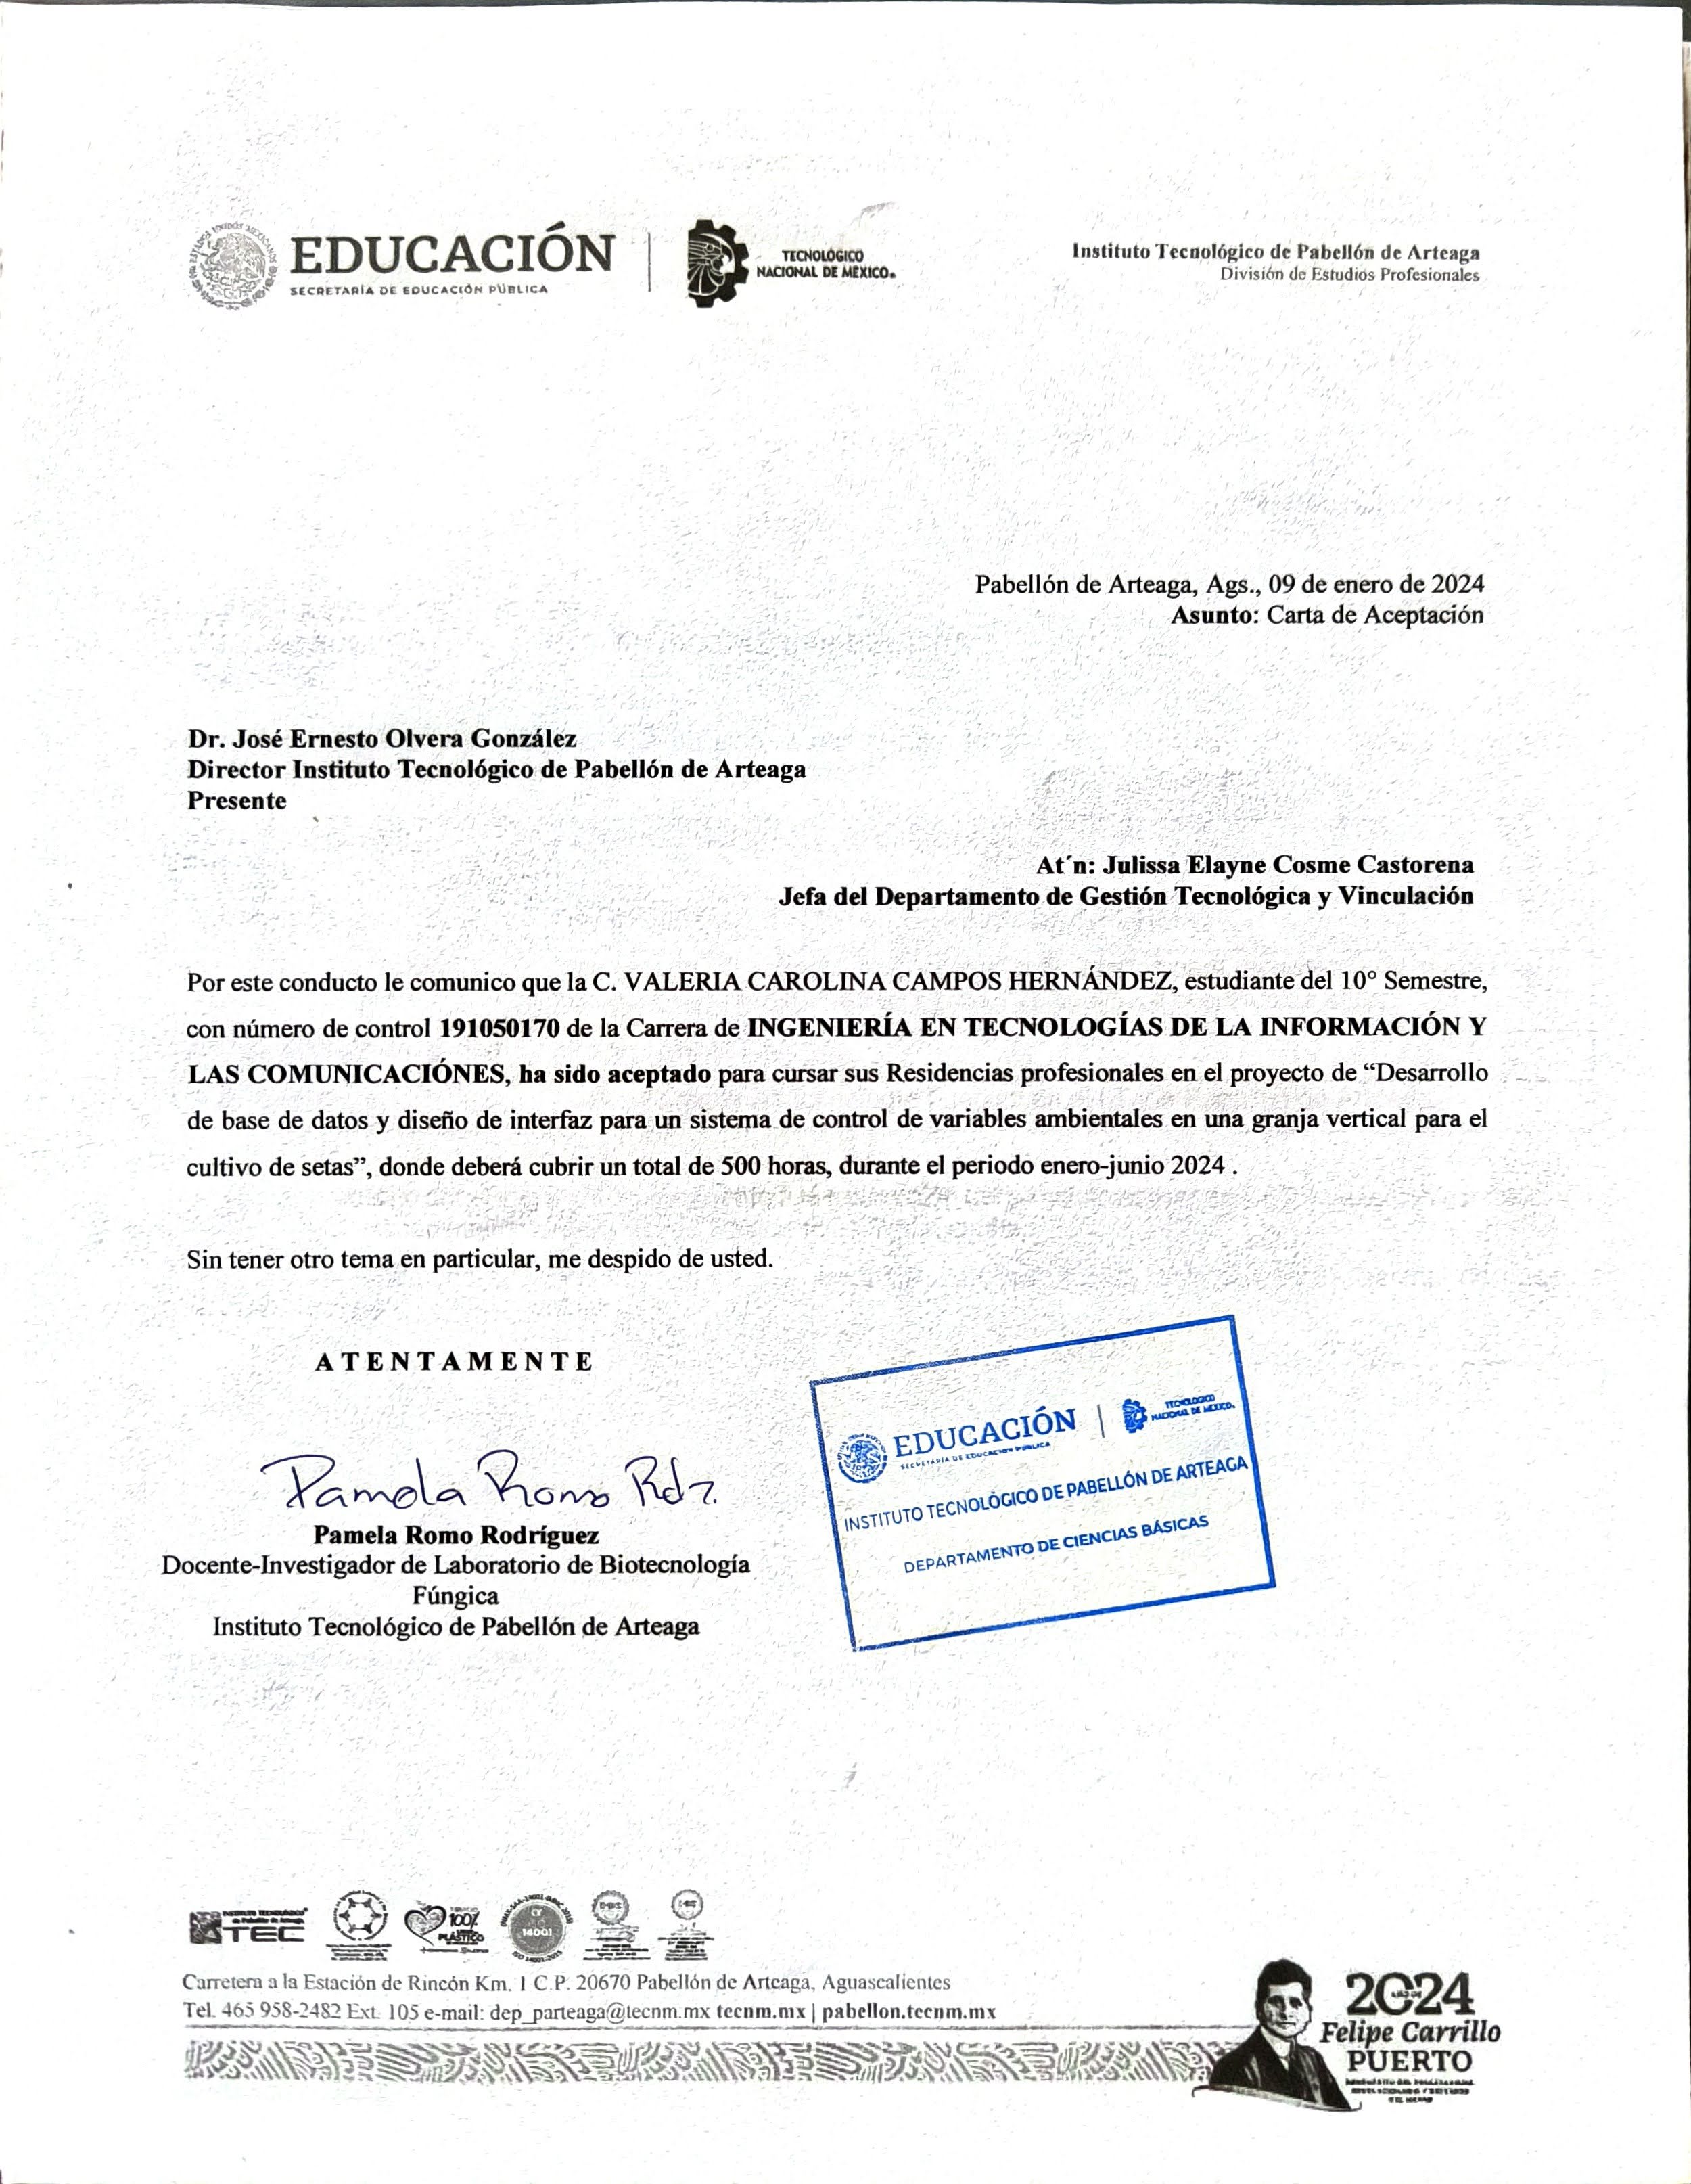 EDUCACIÓN
SECRETARÍA DE EDUCACIÓN PÚBLICA
TECNOLÓGICO
NACIONAL DE MÉXICO
Instituto Tecnológico de Pabellón de Arteaga
División de Estudios Profesionales
Pabellón de Arteaga, Ags., 09 de enero de 2024
Asunto: Carta de Aceptación
Dr. José Ernesto Olvera González
Director Instituto Tecnológico de Pabellón de Arteaga
Presente
At´n: Julissa Elayne Cosme Castorena
Jefa del Departamento de Gestión Tecnológica y Vinculación
Por este conducto le comunico que la C. VALERIA CAROLINA CAMPOS HERNÁNDEZ, estudiante del 10° Semestre,
con número de control 191050170 de la Carrera de INGENIERÍA EN TECNOLOGÍAS DE LA INFORMACIÓN Y
LAS COMUNICACIÓNES, ha sido aceptado para cursar sus Residencias profesionales en el proyecto de “Desarrollo
de base de datos y diseño de interfaz para un sistema de control de variables ambientales en una granja vertical para el
cultivo de setas”, donde deberá cubrir un total de 500 horas, durante el periodo enero-junio 2024 .
Sin tener otro tema en particular, me despido de usted.
ATENTAMENTE
Pamela Romo Rdz.
Pamela Romo Rodríguez
Docente-Investigador de Laboratorio de Biotecnología
Fúngica
Instituto Tecnológico de Pabellón de Arteaga
EDUCACIÓN
SECRETARÍA DE EDUCACIÓN PÚBLICA
TECNOLÓGICO
NACIONAL DE MÉXICO
INSTITUTO TECNOLÓGICO DE PABELLÓN DE ARTEAGA
DEPARTAMENTO DE CIENCIAS BÁSICAS
TEC
100%
PLÁSTICO
14001
Carretera a la Estación de Rincón Km. 1 C.P. 20670 Pabellón de Arteaga, Aguascalientes
Tel. 465 958-2482 Ext. 105 e-mail: dep_parteaga@tecnm.mx tecnm.mx | pabellon.tecnm.mx
2024
Felipe Carrillo
PUERTO